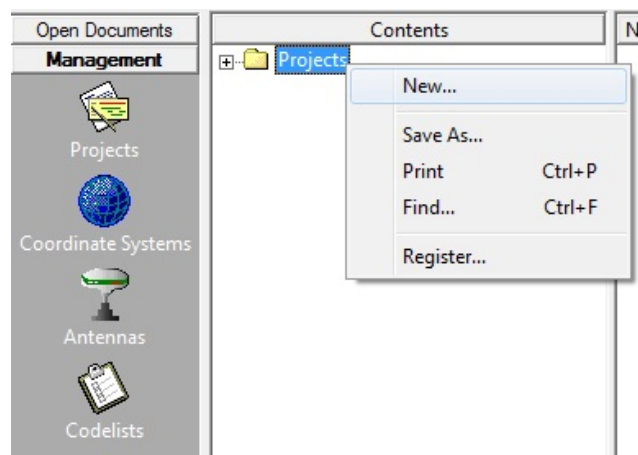 Open Documents
Management
Projects
Coordinate Systems
Antennas
Codelists
Contents
Projects
New...
Save As...
Print Ctrl+P
Find... Ctrl+F
Register...
N